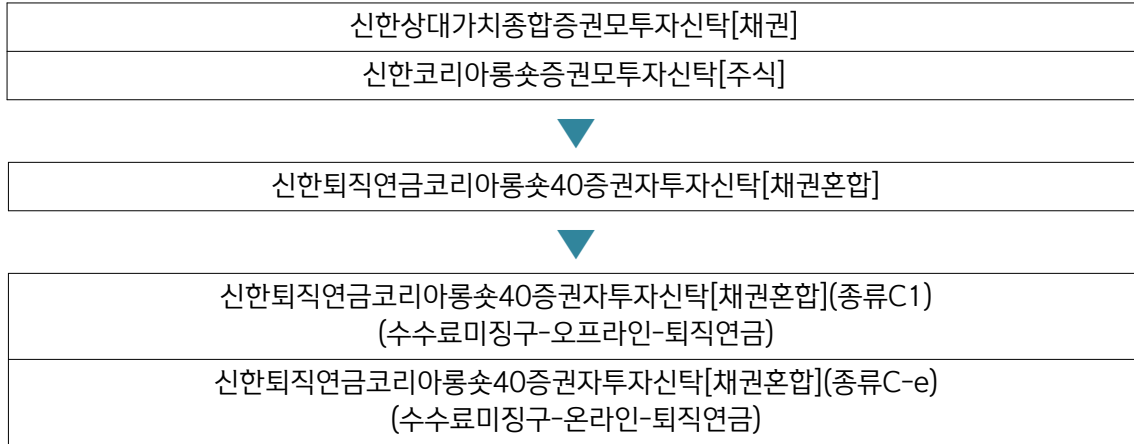 신한상대가치종합증권모투자신탁[채권]
신한코리아롱숏증권모투자신탁[주식]
신한퇴직연금코리아롱숏40증권자투자신탁[채권혼합]
신한퇴직연금코리아롱숏40증권자투자신탁[채권혼합](종류C1)
(수수료미징구-오프라인-퇴직연금)
신한퇴직연금코리아롱숏40증권자투자신탁[채권혼합](종류C-e)
(수수료미징구-온라인-퇴직연금)